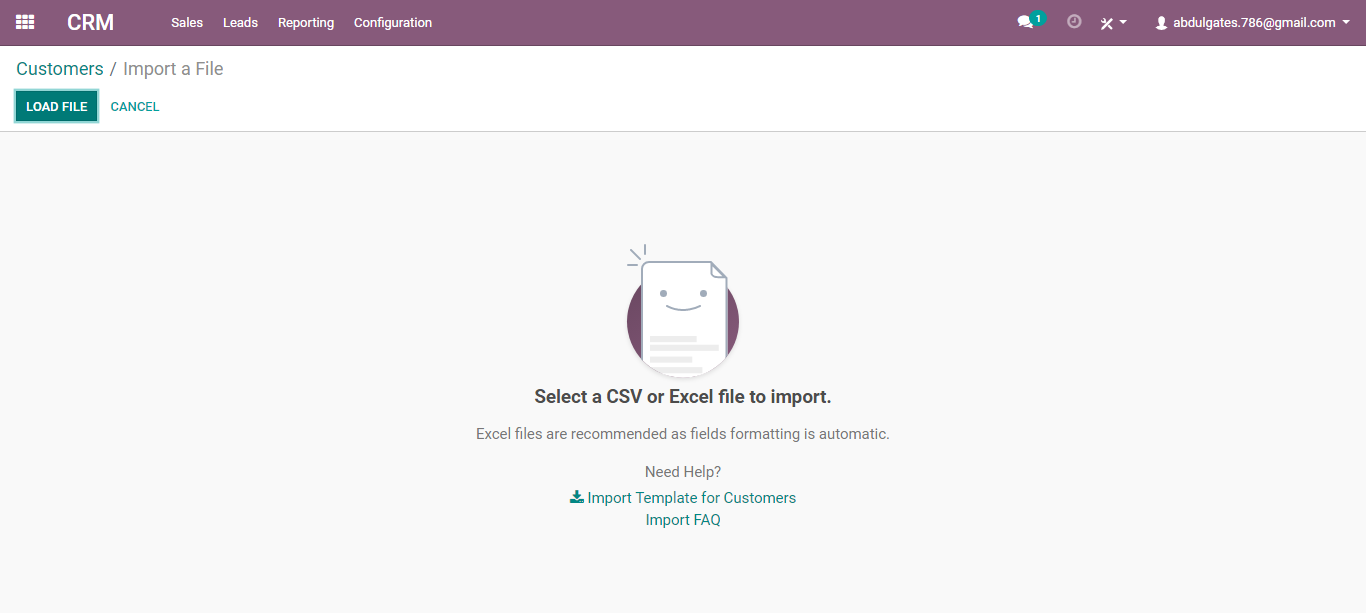 CRM Sales Leads Reporting Configuration 1 abdulgates.786@gmail.com
Customers / Import a File
LOAD FILE CANCEL
Select a CSV or Excel file to import.
Excel files are recommended as fields formatting is automatic.
Need Help?
Import Template for Customers
Import FAQ